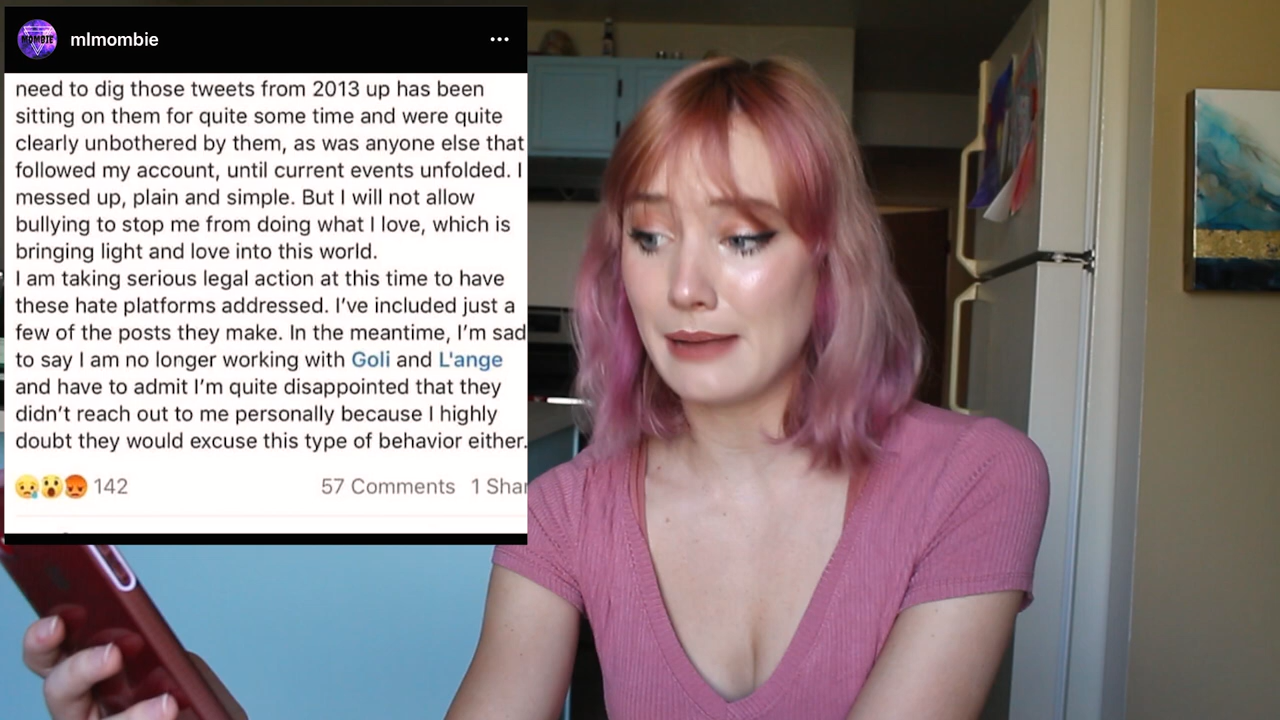 MOMBIE
mlmombie
need to dig those tweets from 2013 up has been
sitting on them for quite some time and were quite
clearly unbothered by them, as was anyone else that
followed my account, until current events unfolded. I
messed up, plain and simple. But I will not allow
bullying to stop me from doing what I love, which is
bringing light and love into this world.
I am taking serious legal action at this time to have
these hate platforms addressed. I’ve included just a
few of the posts they make. In the meantime, I’m sad
to say I am no longer working with Goli and L'ange
and have to admit I’m quite disappointed that they
didn’t reach out to me personally because I highly
doubt they would excuse this type of behavior either.
142 57 Comments 1 Shar